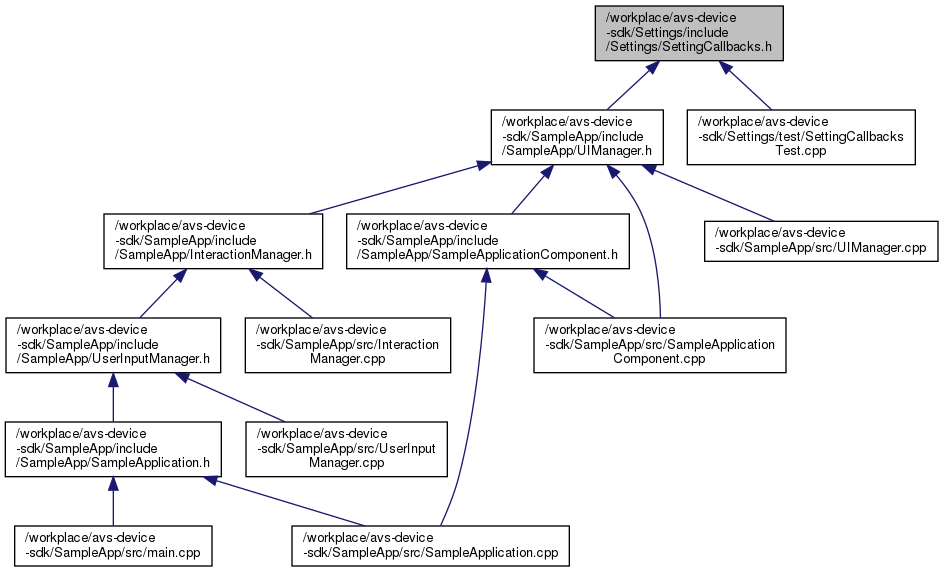 /workplace/avs-device
-sdk/Settings/include
/Settings/SettingCallbacks.h
/workplace/avs-device
-sdk/SampleApp/include
/SampleApp/UIManager.h
/workplace/avs-device
-sdk/Settings/test/SettingCallbacks
Test.cpp
/workplace/avs-device
-sdk/SampleApp/include
/SampleApp/InteractionManager.h
/workplace/avs-device
-sdk/SampleApp/include
/SampleApp/SampleApplicationComponent.h
/workplace/avs-device
-sdk/SampleApp/src/UIManager.cpp
/workplace/avs-device
-sdk/SampleApp/include
/SampleApp/UserInputManager.h
/workplace/avs-device
-sdk/SampleApp/src/Interaction
Manager.cpp
/workplace/avs-device
-sdk/SampleApp/src/SampleApplication
Component.cpp
/workplace/avs-device
-sdk/SampleApp/include
/SampleApp/SampleApplication.h
/workplace/avs-device
-sdk/SampleApp/src/UserInput
Manager.cpp
/workplace/avs-device
-sdk/SampleApp/src/main.cpp
/workplace/avs-device
-sdk/SampleApp/src/SampleApplication.cpp